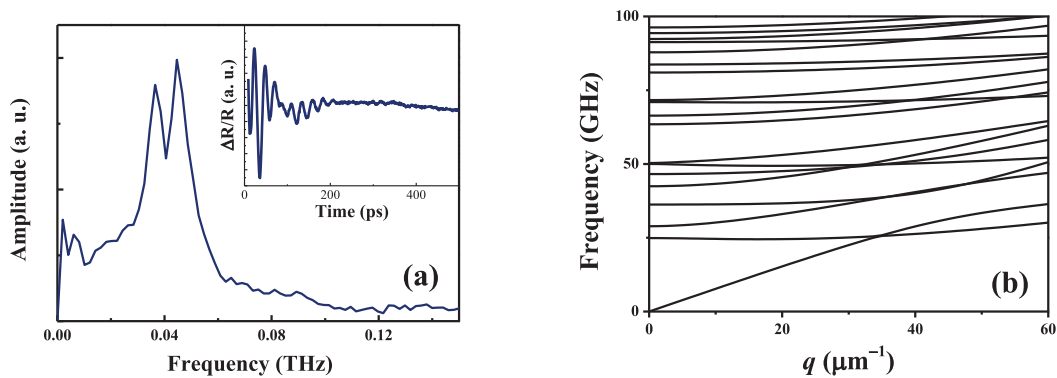 Amplitude (a. u.)
0.00
0.04
0.08
0.12
Frequency (THz)
(a)
ΔR/R (a. u.)
0
200
400
Time (ps)
Frequency (GHz)
100
50
0
0
20
40
60
q (μm⁻¹)
(b)